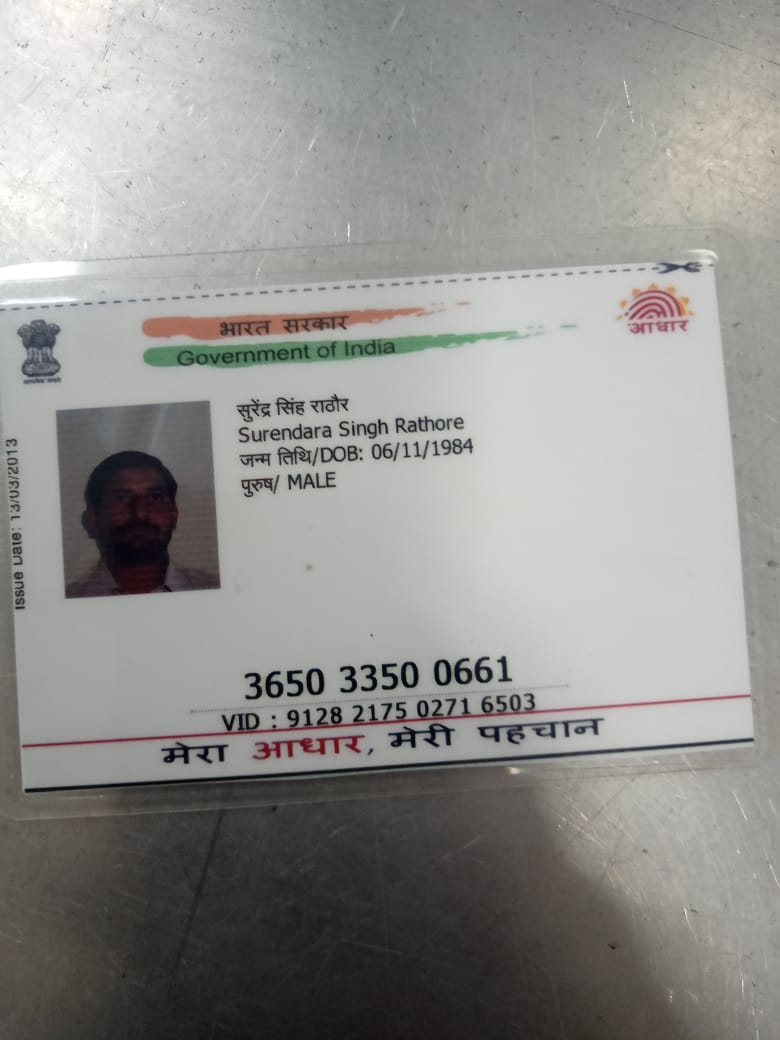 भारत सरकार
Government of India
आधार
सुरेंद्र सिंह राठौर
Surendara Singh Rathore
जन्म तिथि/DOB: 06/11/1984
पुरुष/ MALE
Issue Date: 13/03/2013
3650 3350 0661
VID : 9128 2175 0271 6503
मेरा आधार, मेरी पहचान